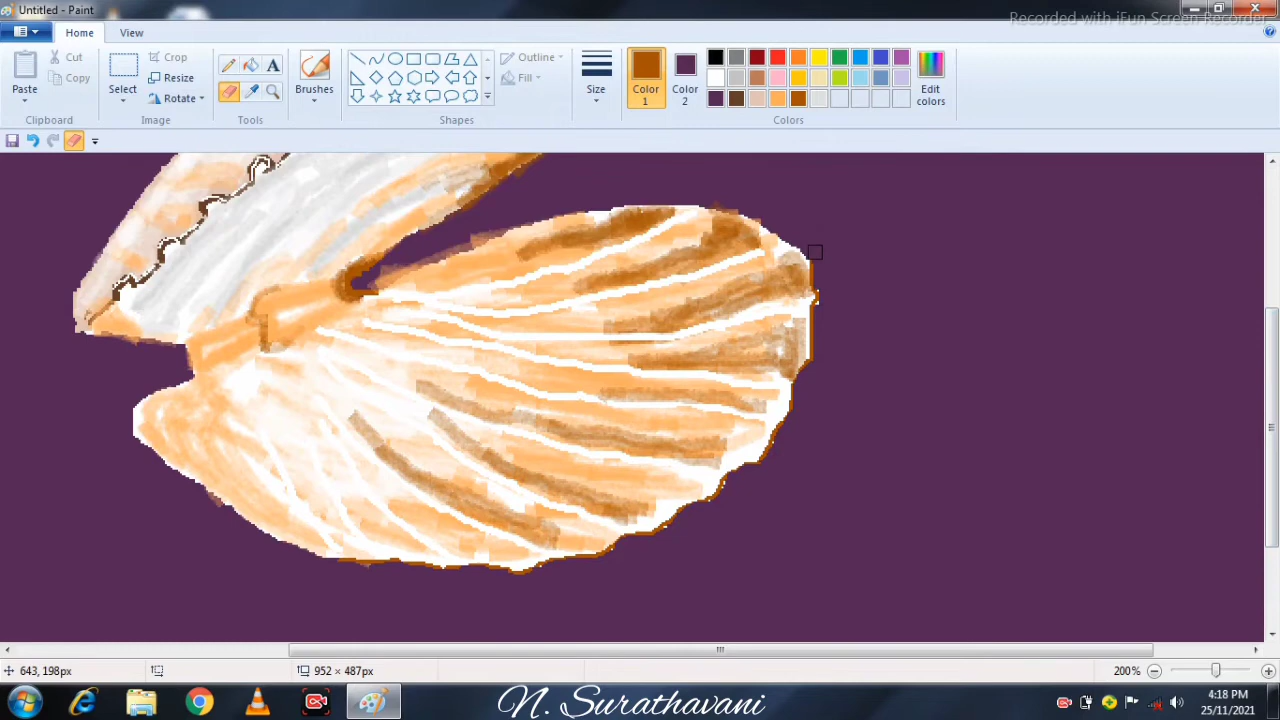 Untitled - Paint
Recorded with iFun Screen Recorder
Home View
Paste
Cut
Copy
Clipboard
Select
Crop
Resize
Rotate
Image
A
Tools
Brushes
Outline
Fill
Shapes
Size
Color 1
Color 2
Edit colors
Colors
643, 198px
952 × 487px
200%
N. Surathavani
4:18 PM
25/11/2021